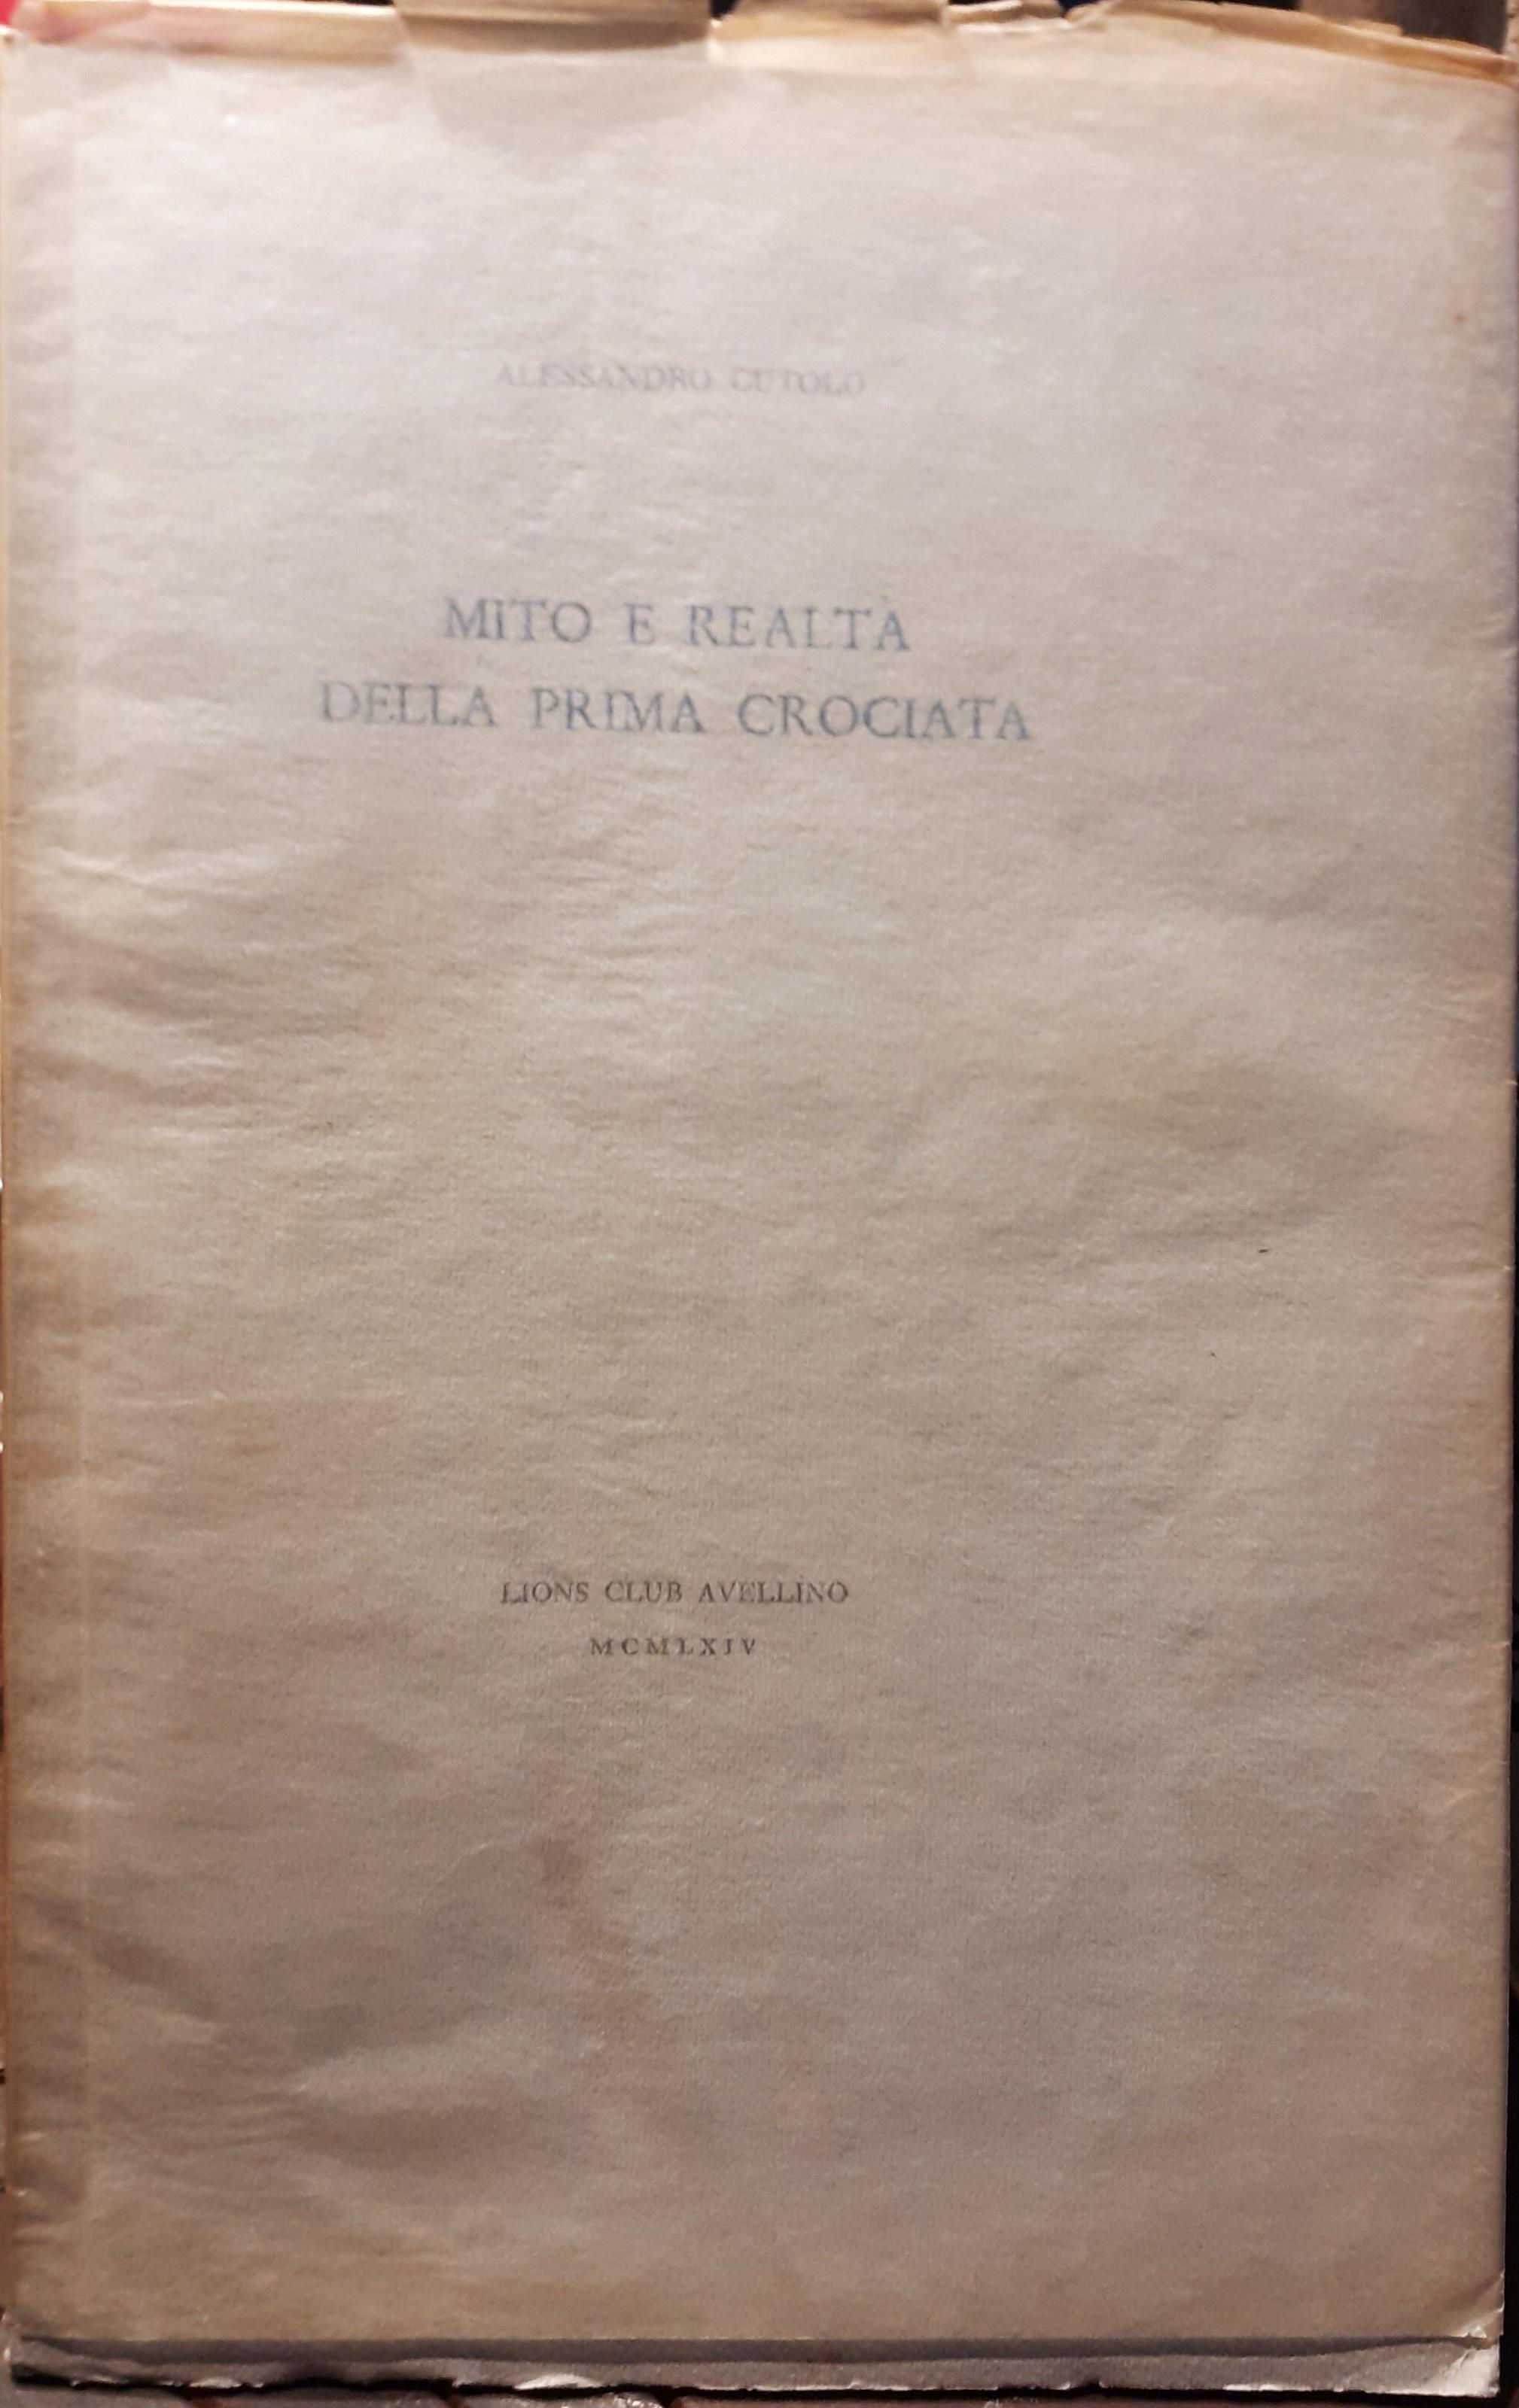 ALESSANDRO CUTOLO
MITO E REALTÀ
DELLA PRIMA CROCIATA
LIONS CLUB AVELLINO
MCMLXIV